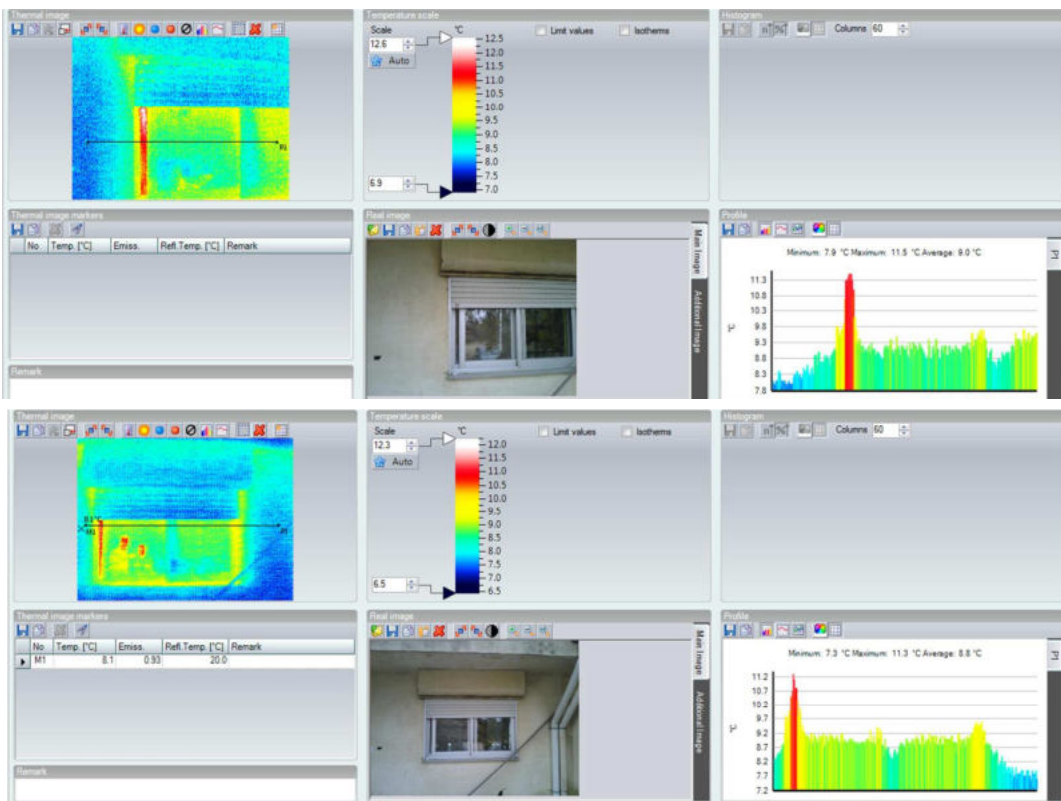 Thermal image
Temperature scale
Scale
°C
12.6
Auto
6.9
12.5
12.0
11.5
11.0
10.5
10.0
9.5
9.0
8.5
8.0
7.5
7.0
Limit values
Isotherms
Histogram
Columns 60
P1
Thermal image markers
No Temp. [°C] Emiss. Refl.Temp. [°C] Remark
Remark
Real image
Main Image
Additional Image
Profile
Minimum: 7.9 °C Maximum: 11.5 °C Average: 9.0 °C
P1
°C
11.3
10.8
10.3
9.8
9.3
8.8
8.3
7.8
Thermal image
Temperature scale
Scale
°C
12.3
Auto
6.5
12.0
11.5
11.0
10.5
10.0
9.5
9.0
8.5
8.0
7.5
7.0
6.5
Limit values
Isotherms
Histogram
Columns 60
8.1°C
M1
Thermal image markers
No Temp. [°C] Emiss. Refl.Temp. [°C] Remark
M1 8.1 0.93 20.0
Remark
Real image
Main Image
Additional Image
Profile
Minimum: 7.3 °C Maximum: 11.3 °C Average: 8.8 °C
P1
°C
11.2
10.7
10.2
9.7
9.2
8.7
8.2
7.7
7.2